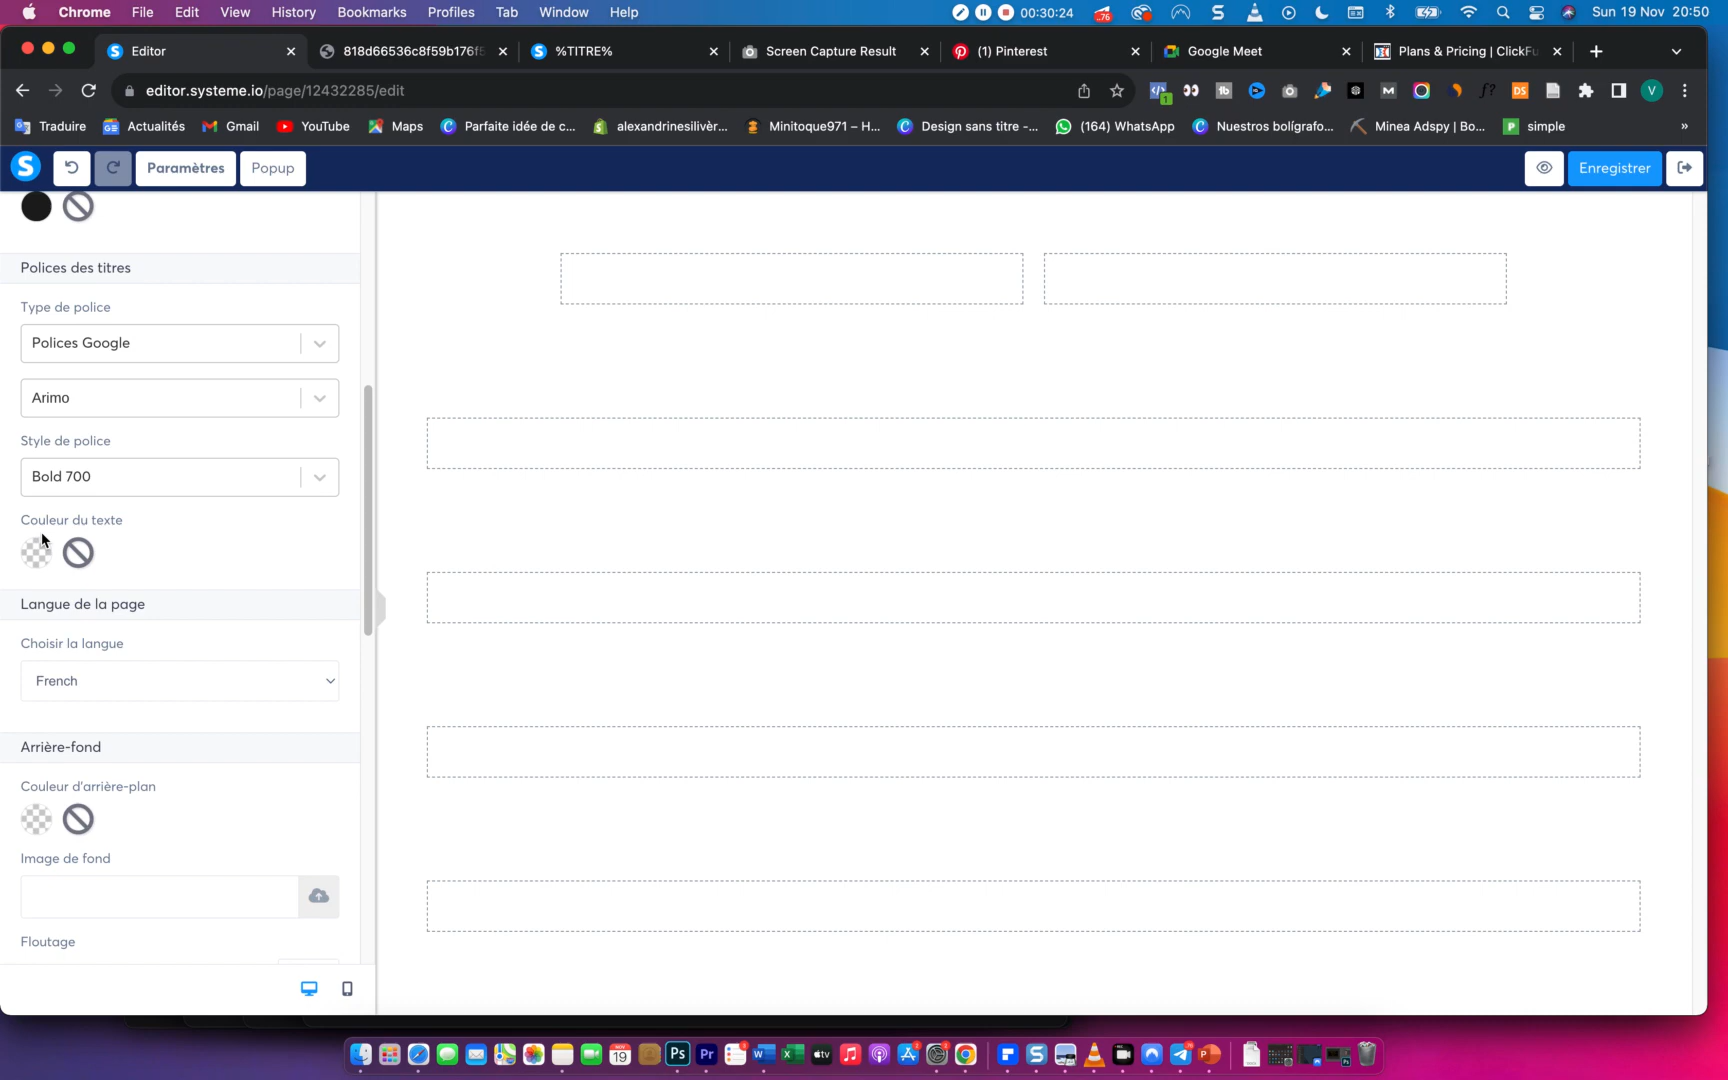 Chrome File Edit View History Bookmarks Profiles Tab Window Help 00:30:24 Sun 19 Nov 20:50
Editor 818d66536c8f59b176f5 %TITRE% Screen Capture Result (1) Pinterest Google Meet Plans & Pricing | ClickFu
editor.systeme.io/page/12432285/edit
Traduire Actualités Gmail YouTube Maps Parfaite idée de c... alexandrinesilivèr... Minitoque971 – H... Design sans titre -... (164) WhatsApp Nuestros bolígrafo... Minea Adspy | Bo... simple »
Paramètres Popup Enregistrer
Polices des titres
Type de police
Polices Google
Arimo
Style de police
Bold 700
Couleur du texte
Langue de la page
Choisir la langue
French
Arrière-fond
Couleur d'arrière-plan
Image de fond
Floutage